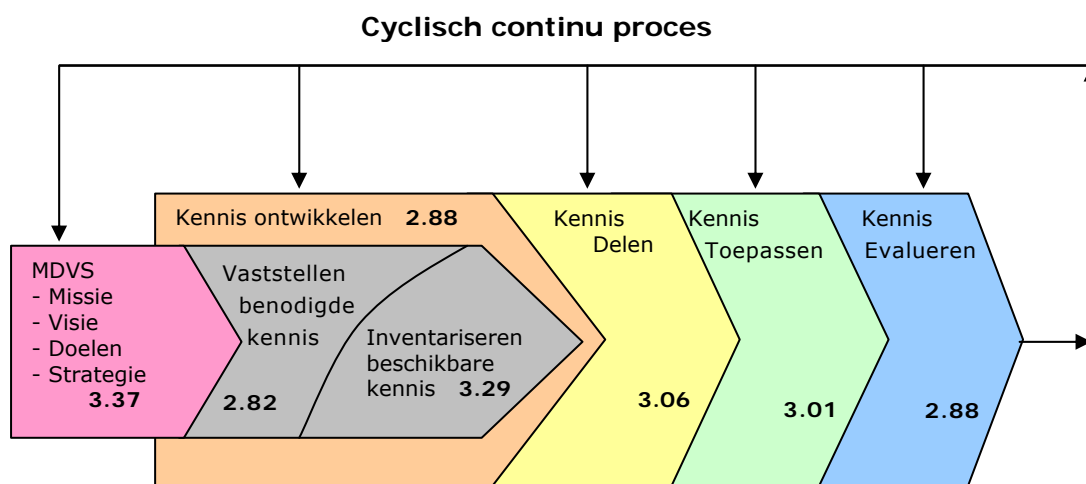 Cyclisch continu proces
Kennis ontwikkelen 2.88
MDVS
- Missie
- Visie
- Doelen
- Strategie
3.37
Vaststellen
benodigde
kennis
2.82
Inventariseren
beschikbare
kennis 3.29
Kennis
Delen
3.06
Kennis
Toepassen
3.01
Kennis
Evalueren
2.88